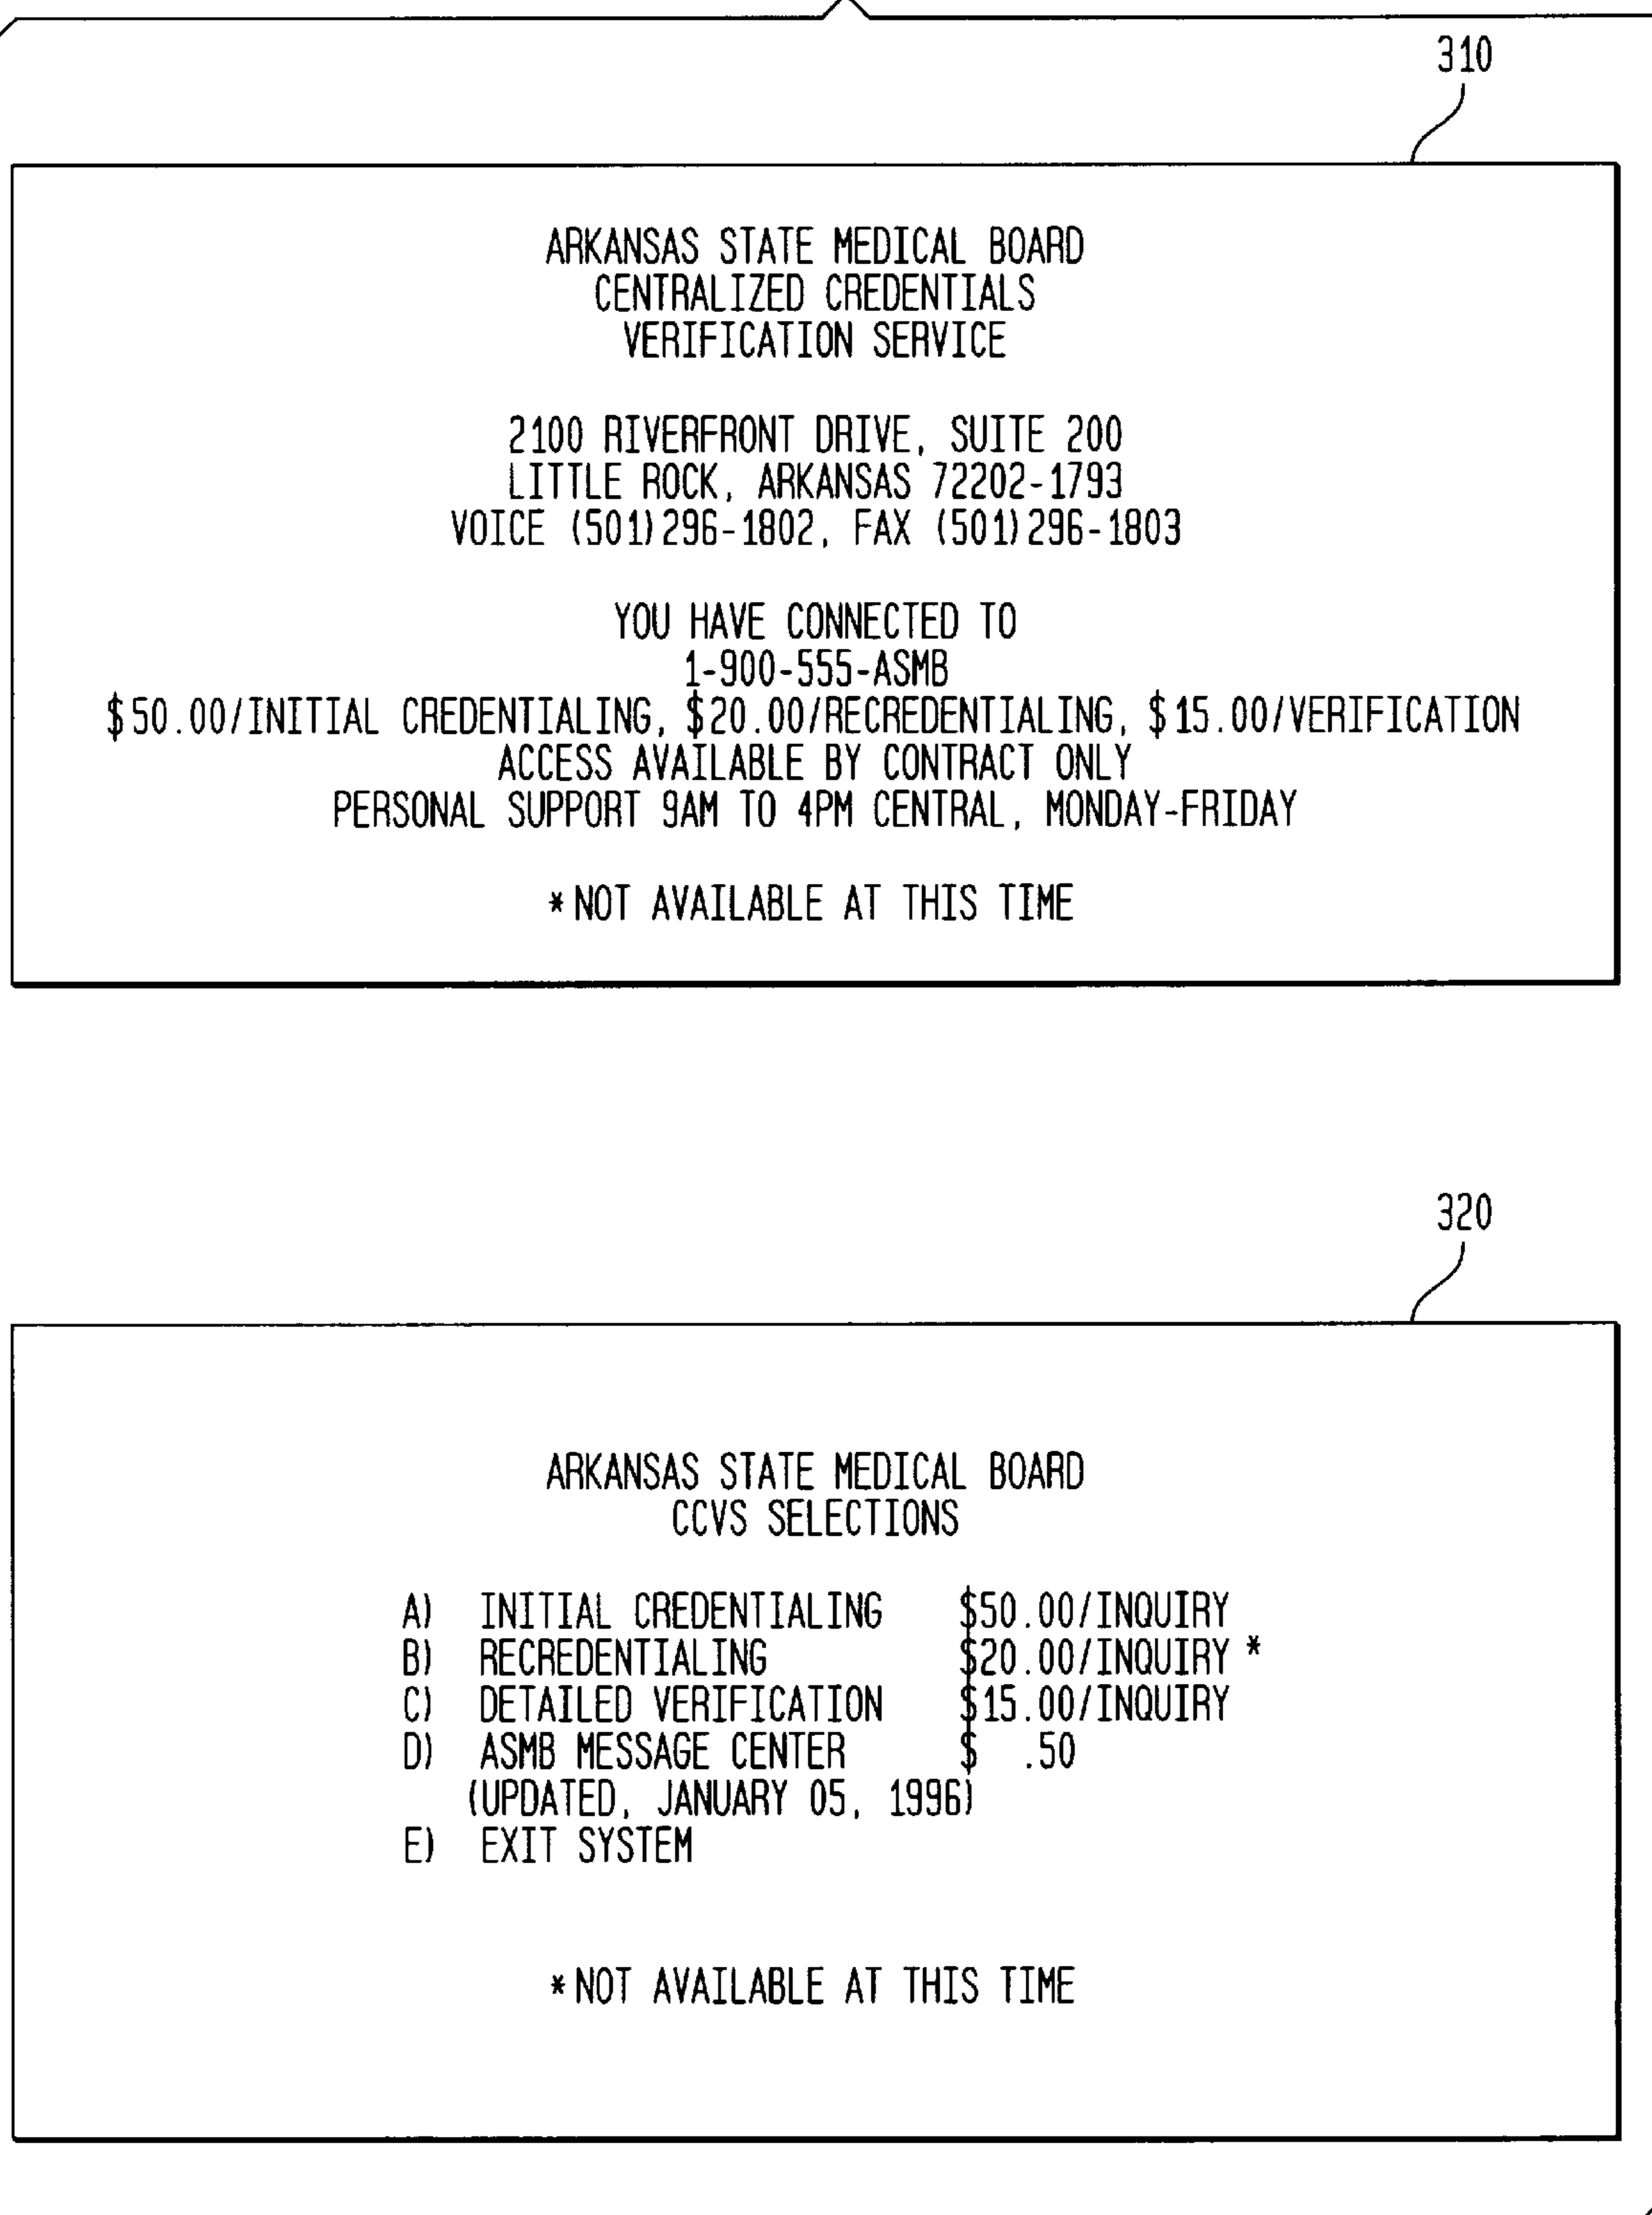 310
ARKANSAS STATE MEDICAL BOARD
CENTRALIZED CREDENTIALS
VERIFICATION SERVICE
2100 RIVERFRONT DRIVE, SUITE 200
LITTLE ROCK, ARKANSAS 72202-1793
VOICE (501)296-1802, FAX (501)296-1803
YOU HAVE CONNECTED TO
1-900-555-ASMB
$50.00/INITIAL CREDENTIALING, $20.00/RECREDENTIALING, $15.00/VERIFICATION
ACCESS AVAILABLE BY CONTRACT ONLY
PERSONAL SUPPORT 9AM TO 4PM CENTRAL, MONDAY-FRIDAY
*NOT AVAILABLE AT THIS TIME
320
ARKANSAS STATE MEDICAL BOARD
CCVS SELECTIONS
A) INITIAL CREDENTIALING $50.00/INQUIRY
B) RECREDENTIALING $20.00/INQUIRY *
C) DETAILED VERIFICATION $15.00/INQUIRY
D) ASMB MESSAGE CENTER $ .50
(UPDATED, JANUARY 05, 1996)
E) EXIT SYSTEM
*NOT AVAILABLE AT THIS TIME